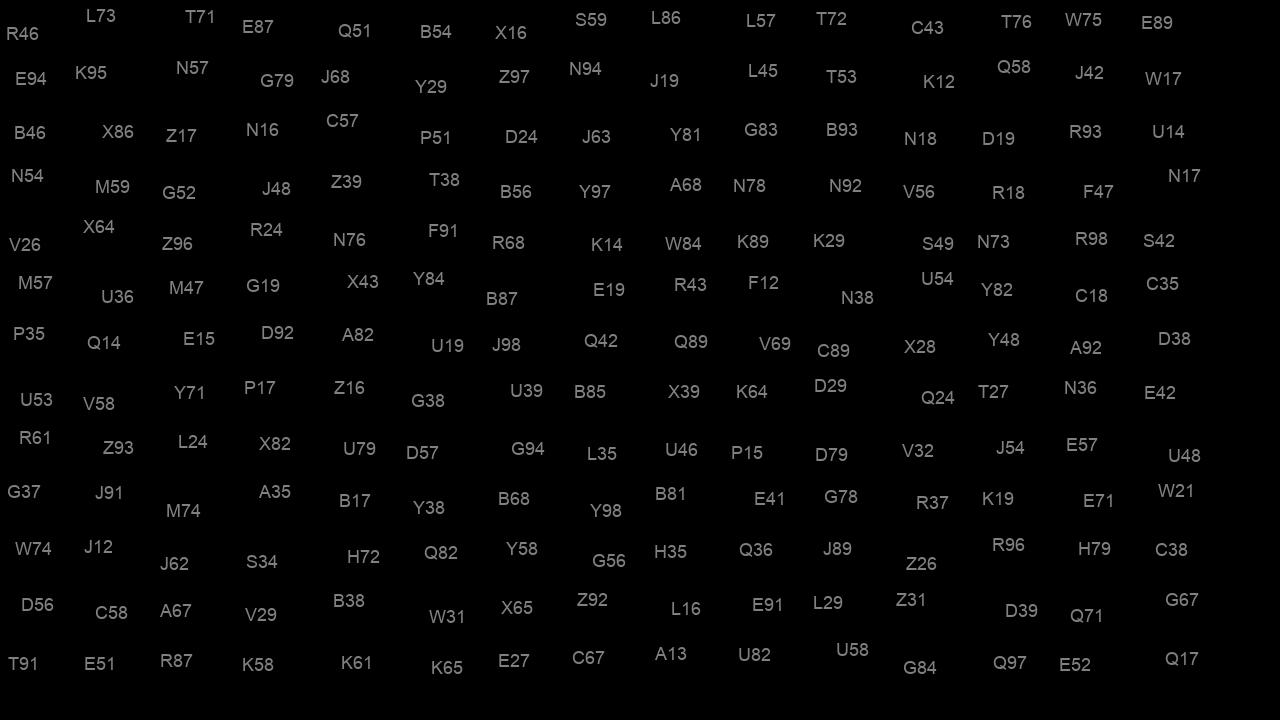 R46 L73 T71 E87 Q51 B54 X16 S59 L86 L57 T72 C43 T76 W75 E89
E94 K95 N57 G79 J68 Y29 Z97 N94 J19 L45 T53 K12 Q58 J42 W17
B46 X86 Z17 N16 C57 P51 D24 J63 Y81 G83 B93 N18 D19 R93 U14
N54 M59 G52 J48 Z39 T38 B56 Y97 A68 N78 N92 V56 R18 F47 N17
V26 X64 Z96 R24 N76 F91 R68 K14 W84 K89 K29 S49 N73 R98 S42
M57 U36 M47 G19 X43 Y84 B87 E19 R43 F12 N38 U54 Y82 C18 C35
P35 Q14 E15 D92 A82 U19 J98 Q42 Q89 V69 C89 X28 Y48 A92 D38
U53 V58 Y71 P17 Z16 G38 U39 B85 X39 K64 D29 Q24 T27 N36 E42
R61 Z93 L24 X82 U79 D57 G94 L35 U46 P15 D79 V32 J54 E57 U48
G37 J91 M74 A35 B17 Y38 B68 Y98 B81 E41 G78 R37 K19 E71 W21
W74 J12 J62 S34 H72 Q82 Y58 G56 H35 Q36 J89 Z26 R96 H79 C38
D56 C58 A67 V29 B38 W31 X65 Z92 L16 E91 L29 Z31 D39 Q71 G67
T91 E51 R87 K58 K61 K65 E27 C67 A13 U82 U58 G84 Q97 E52 Q17